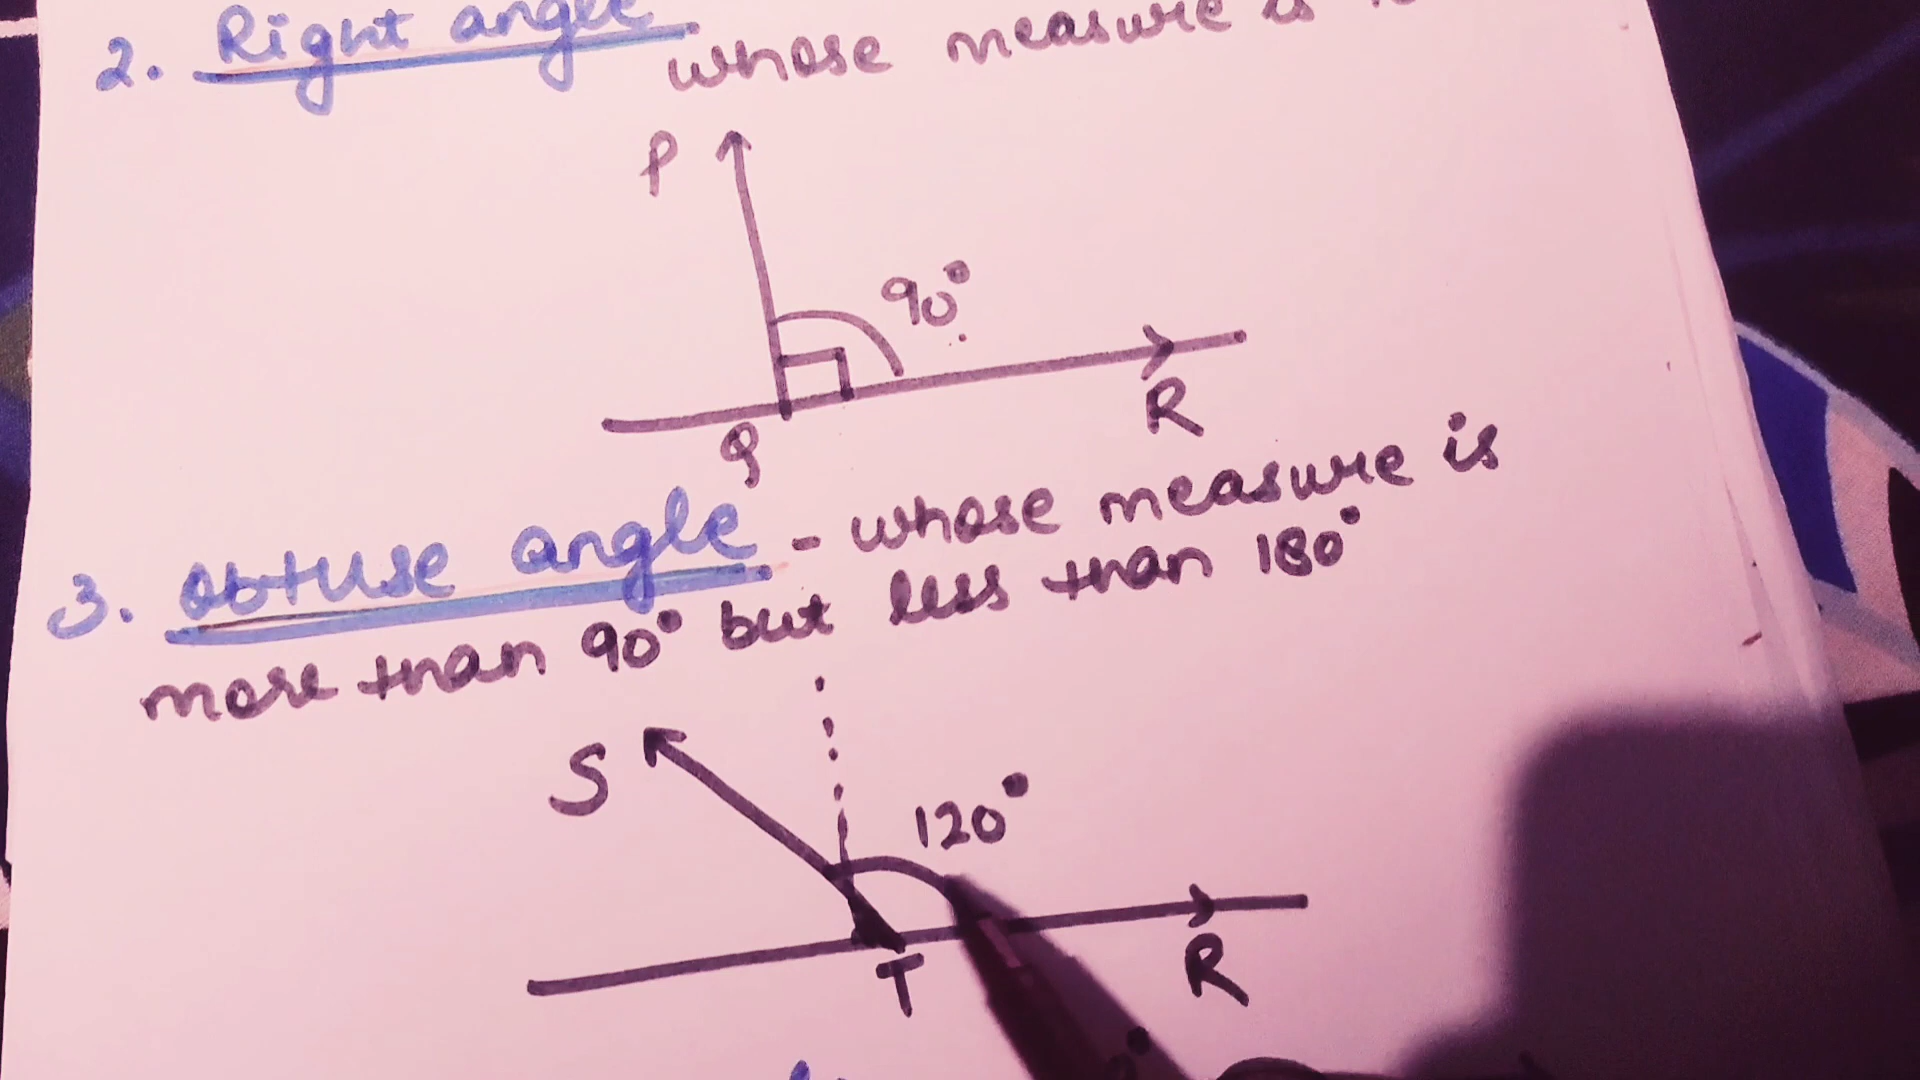 2. Right angle
whose measure is
P
90°
Q
R
3. Obtuse angle - whose measure is
more than 90° but less than 180°
S
120°
T
R